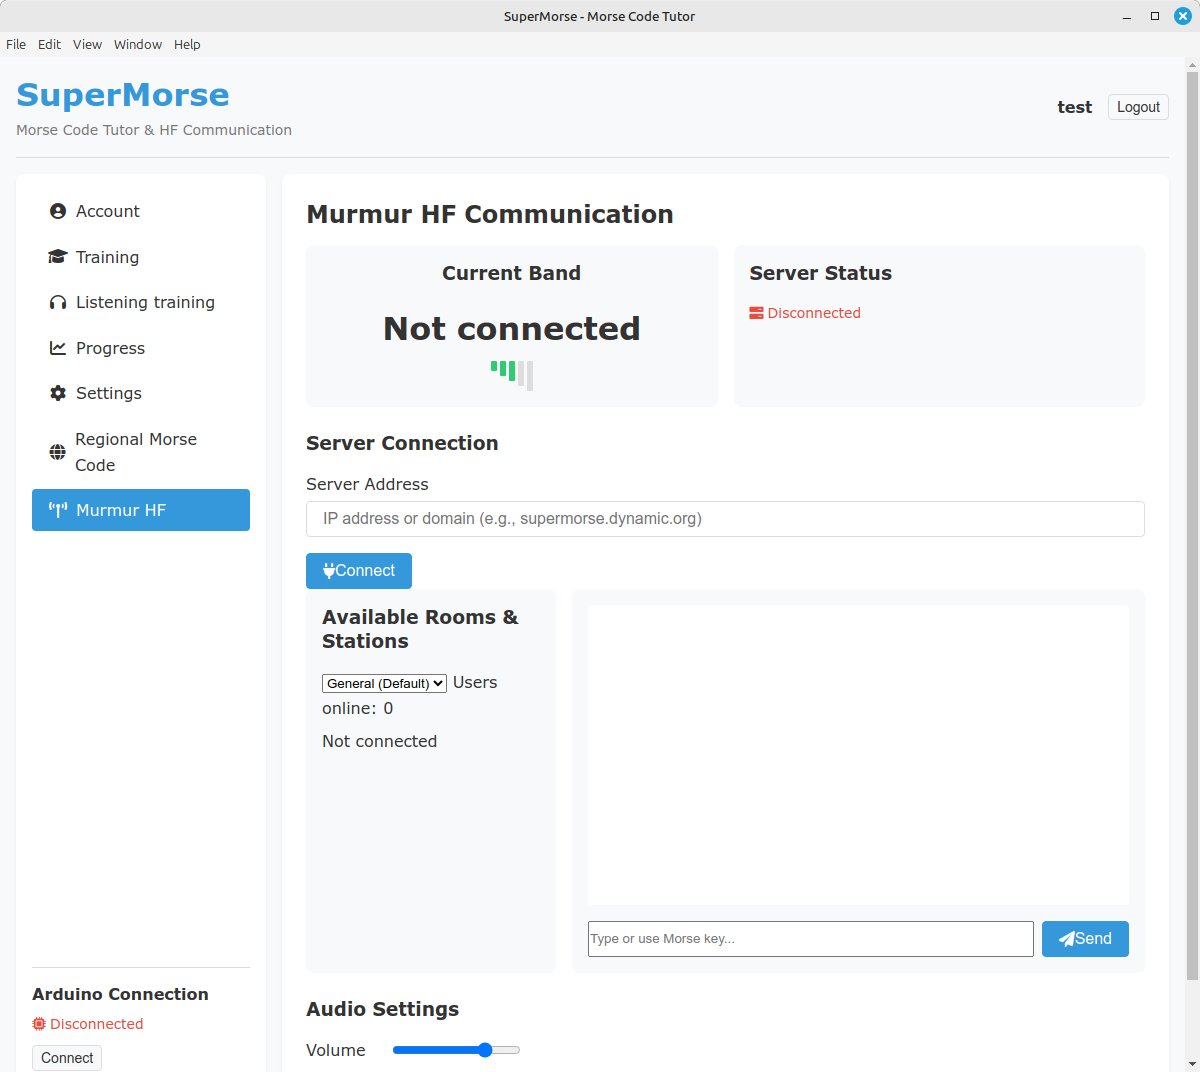 SuperMorse - Morse Code Tutor
File Edit View Window Help
SuperMorse
Morse Code Tutor & HF Communication
test
Logout
Account
Training
Listening training
Progress
Settings
Regional Morse
Code
Murmur HF
Arduino Connection
Disconnected
Connect
Murmur HF Communication
Current Band
Not connected
Server Status
Disconnected
Server Connection
Server Address
IP address or domain (e.g., supermorse.dynamic.org)
Connect
Available Rooms &
Stations
General (Default) Users
online: 0
Not connected
Type or use Morse key...
Send
Audio Settings
Volume